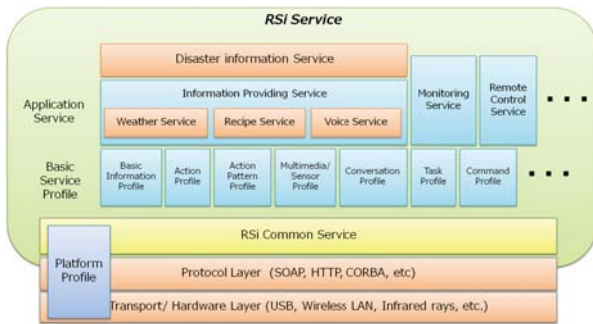 RSi Service
Disaster information Service
Application
Service
Information Providing Service
Weather Service
Recipe Service
Voice Service
Monitoring
Service
Remote
Control
Service
Basic
Service
Profile
Basic
Information
Profile
Action
Profile
Action
Pattern
Profile
Multimedia/
Sensor
Profile
Conversation
Profile
Task
Profile
Command
Profile
RSi Common Service
Platform
Profile
Protocol Layer (SOAP, HTTP, CORBA, etc)
Transport/ Hardware Layer (USB, Wireless LAN, Infrared rays, etc.)